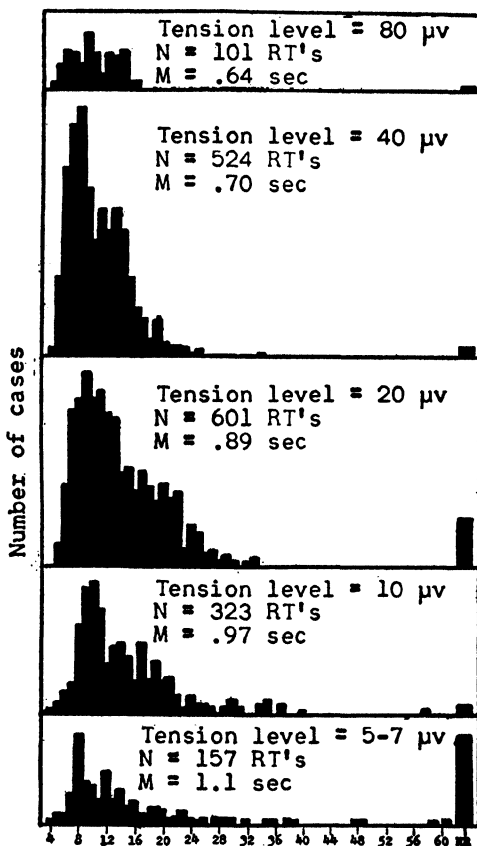 Tension level = 80 μv
N = 101 RT's
M = .64 sec
Tension level = 40 μv
N = 524 RT's
M = .70 sec
Number of cases
Tension level = 20 μv
N = 601 RT's
M = .89 sec
Tension level = 10 μv
N = 323 RT's
M = .97 sec
Tension level = 5-7 μv
N = 157 RT's
M = 1.1 sec
4 8 12 16 20 24 28 32 36 40 44 48 52 56 60